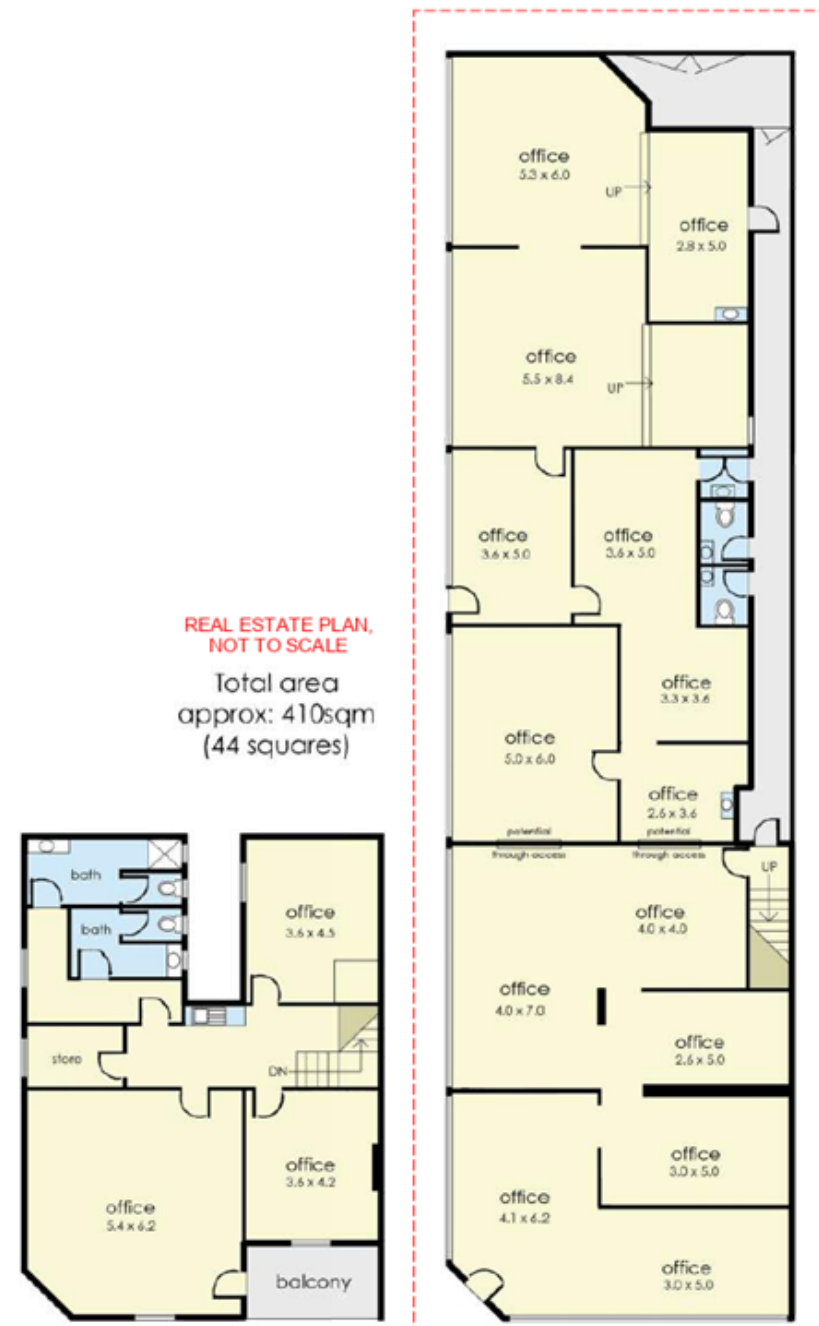 REAL ESTATE PLAN,
NOT TO SCALE
Total area
approx: 410sqm
(44 squares)
bath
bath
office
3.6 x 4.5
store
DN
office
5.4 x 6.2
office
3.6 x 4.2
balcony
office
5.3 x 6.0
UP
office
2.8 x 5.0
office
5.5 x 8.4
UP
office
3.6 x 5.0
office
3.6 x 5.0
office
3.3 x 3.6
office
5.0 x 6.0
office
2.6 x 3.6
potential
through access
potential
through access
UP
office
4.0 x 4.0
office
4.0 x 7.0
office
2.6 x 5.0
office
3.0 x 5.0
office
4.1 x 6.2
office
3.0 x 5.0